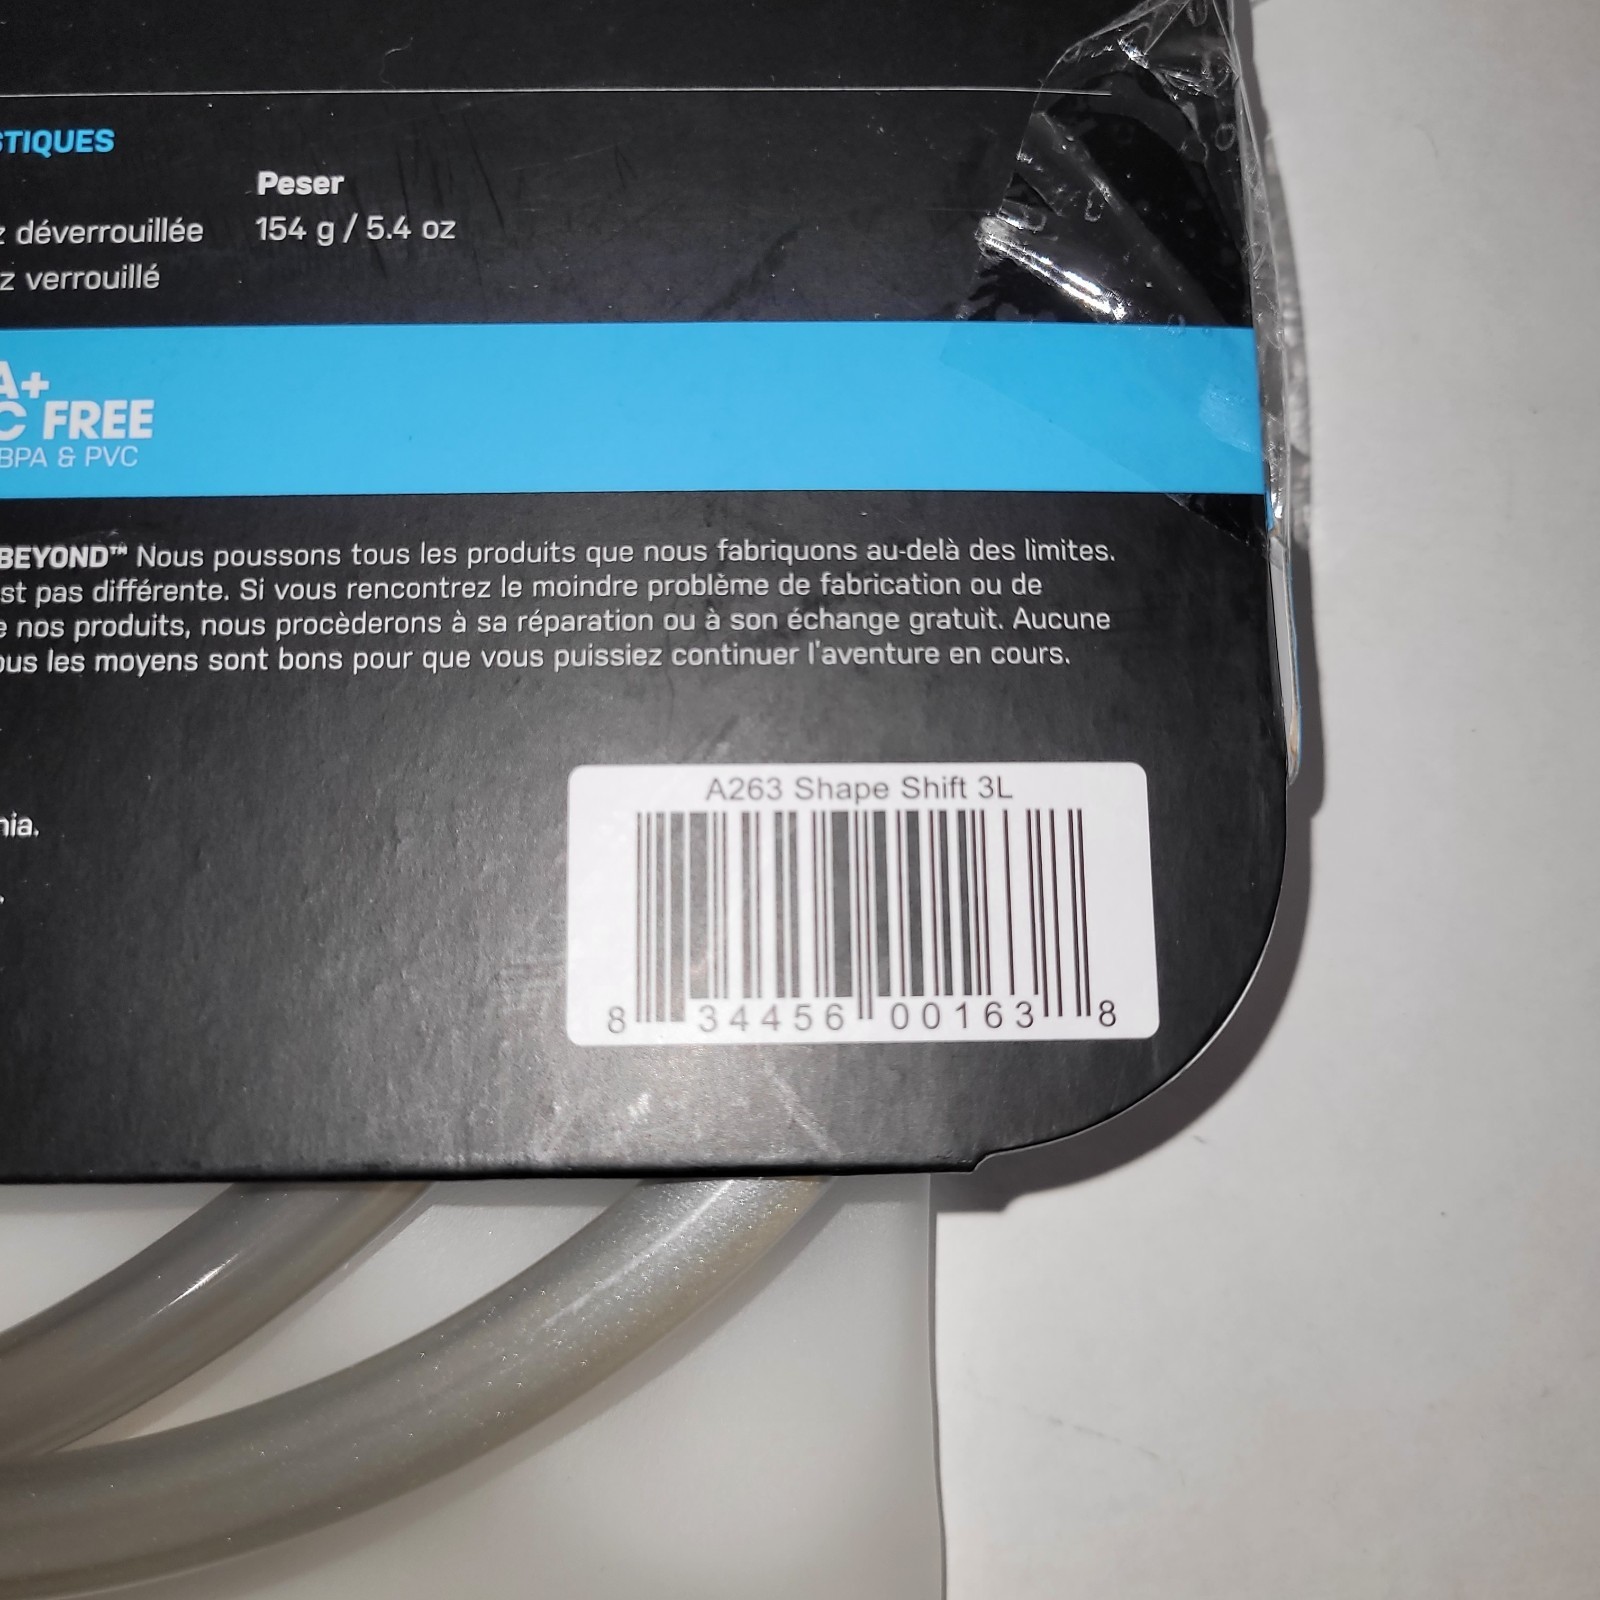 STIQUES
Peser
z déverrouillée 154 g / 5.4 oz
z verrouillé
A+
C FREE
BPA & PVC
BEYOND™ Nous poussons tous les produits que nous fabriquons au-delà des limites.
st pas différente. Si vous rencontrez le moindre problème de fabrication ou de
e nos produits, nous procèderons à sa réparation ou à son échange gratuit. Aucune
ous les moyens sont bons pour que vous puissiez continuer l'aventure en cours.
nia.
A263 Shape Shift 3L
8 34456 00163 8